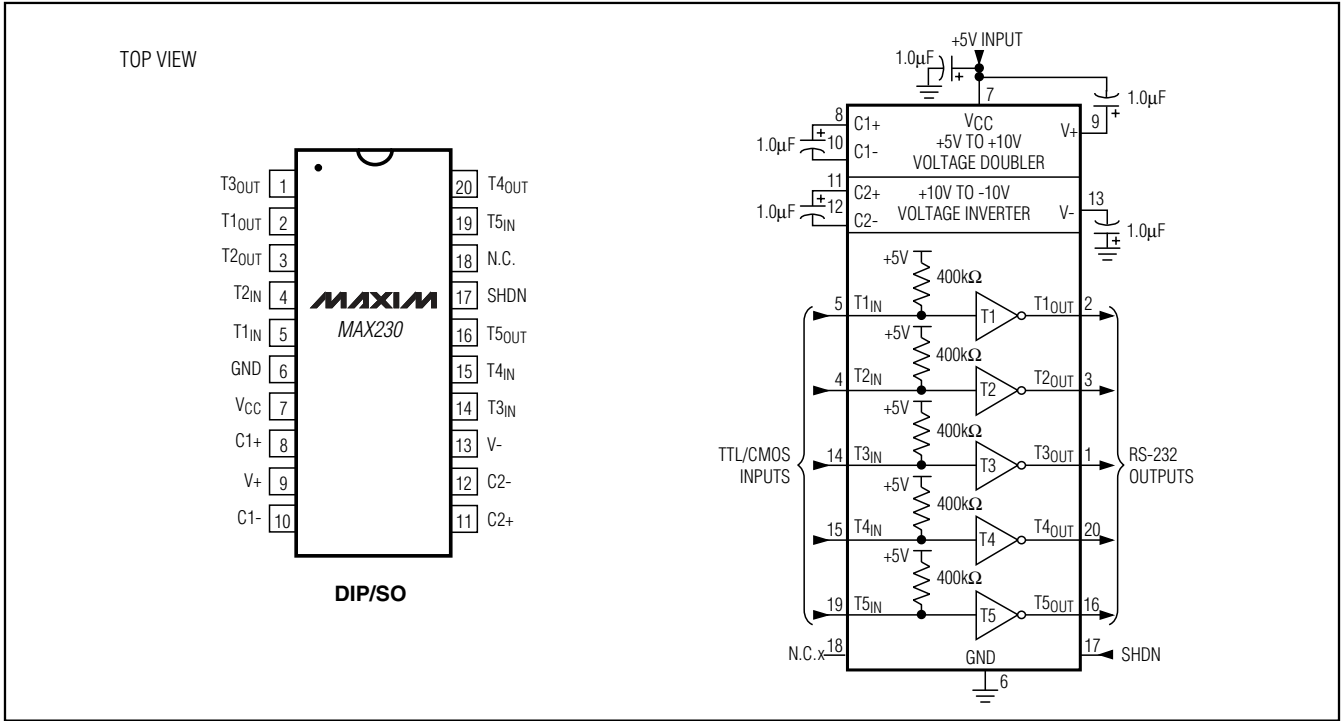 TOP VIEW
T3OUT 1
T1OUT 2
T2OUT 3
T2IN 4
T1IN 5
GND 6
VCC 7
C1+ 8
V+ 9
C1- 10
20 T4OUT
19 T5IN
18 N.C.
17 SHDN
16 T5OUT
15 T4IN
14 T3IN
13 V-
12 C2-
11 C2+
MAXIM
MAX230
DIP/SO
+5V INPUT
1.0µF
+
7
1.0µF
+
8 C1+
1.0µF
+
10 C1-
VCC
+5V TO +10V
VOLTAGE DOUBLER
V+ 9
11 C2+
1.0µF
+
12 C2-
+10V TO -10V
VOLTAGE INVERTER
V- 13
1.0µF
+
+5V
400kΩ
5 T1IN T1 T1OUT 2
+5V
400kΩ
4 T2IN T2 T2OUT 3
+5V
400kΩ
14 T3IN T3 T3OUT 1
+5V
400kΩ
15 T4IN T4 T4OUT 20
+5V
400kΩ
19 T5IN T5 T5OUT 16
TTL/CMOS
INPUTS
RS-232
OUTPUTS
N.C.x 18
GND
6
17 SHDN